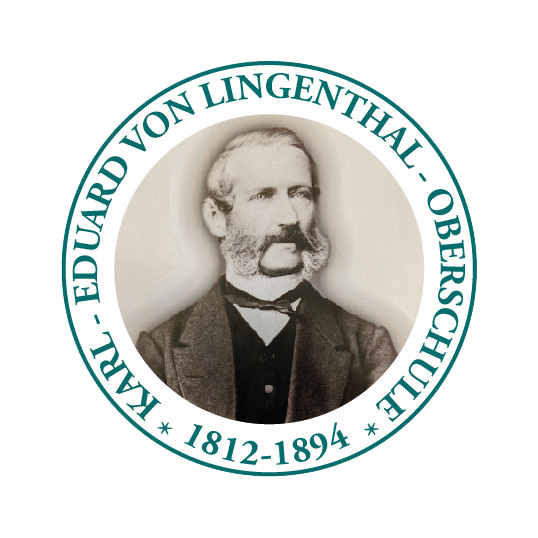 KARL - EDUARD VON LINGENTHAL - OBERSCHULE
* 1812-1894 *